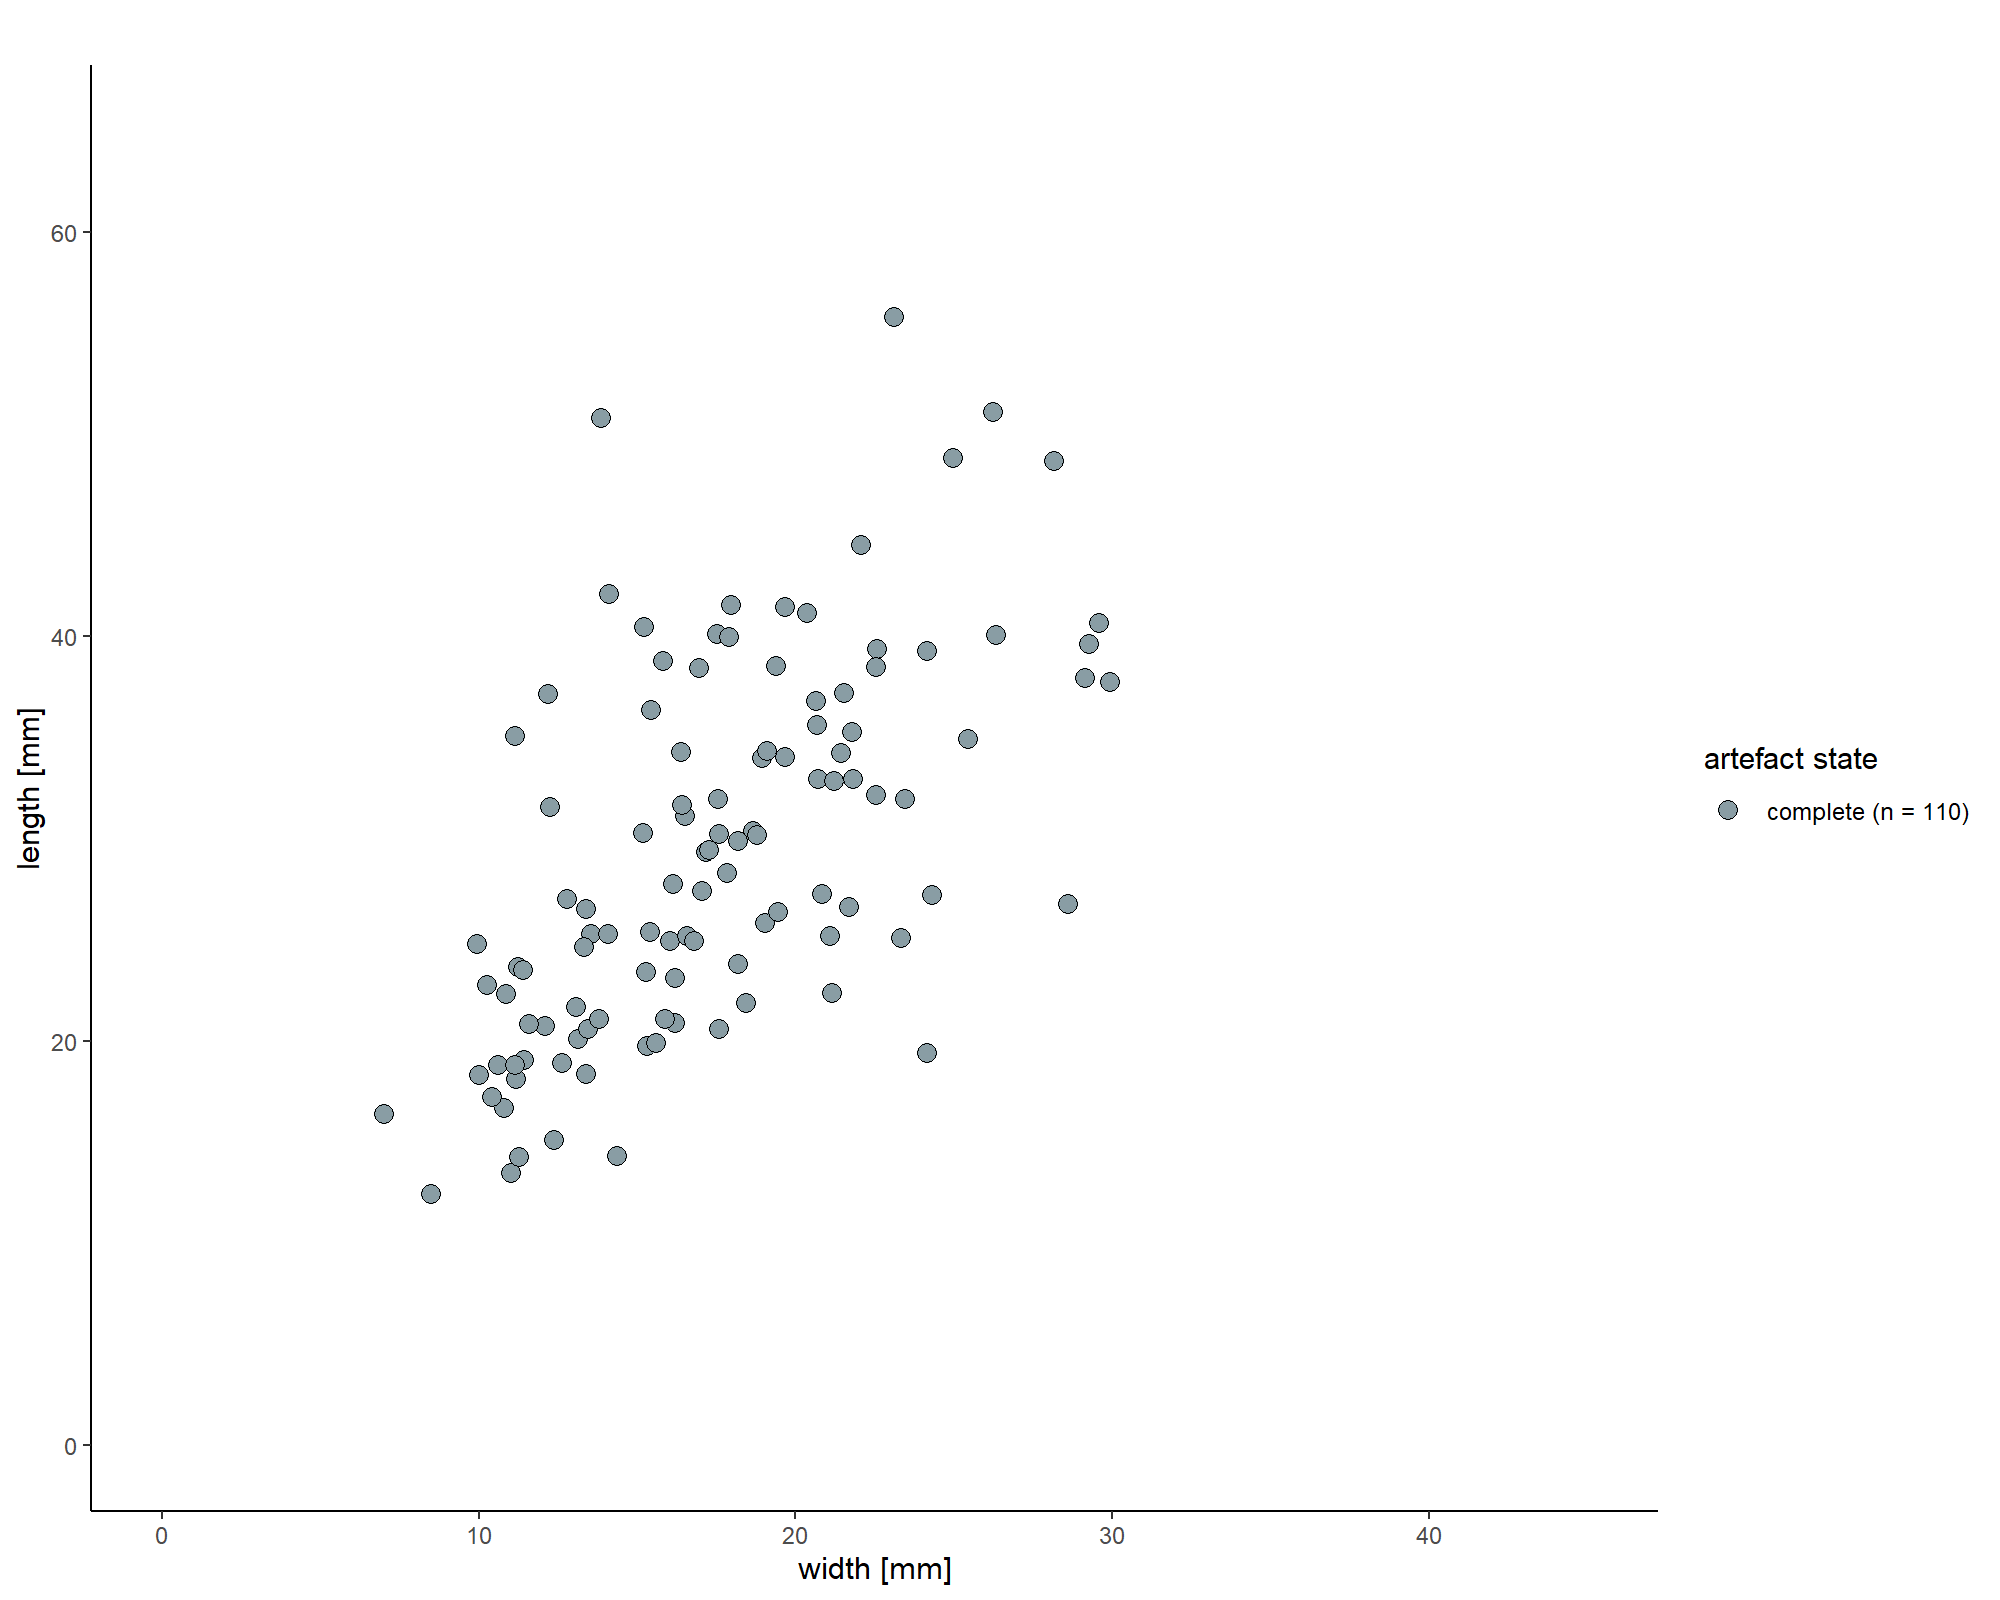 60
40
20
0
length [mm]
0 10 20 30 40
width [mm]
artefact state
complete (n = 110)